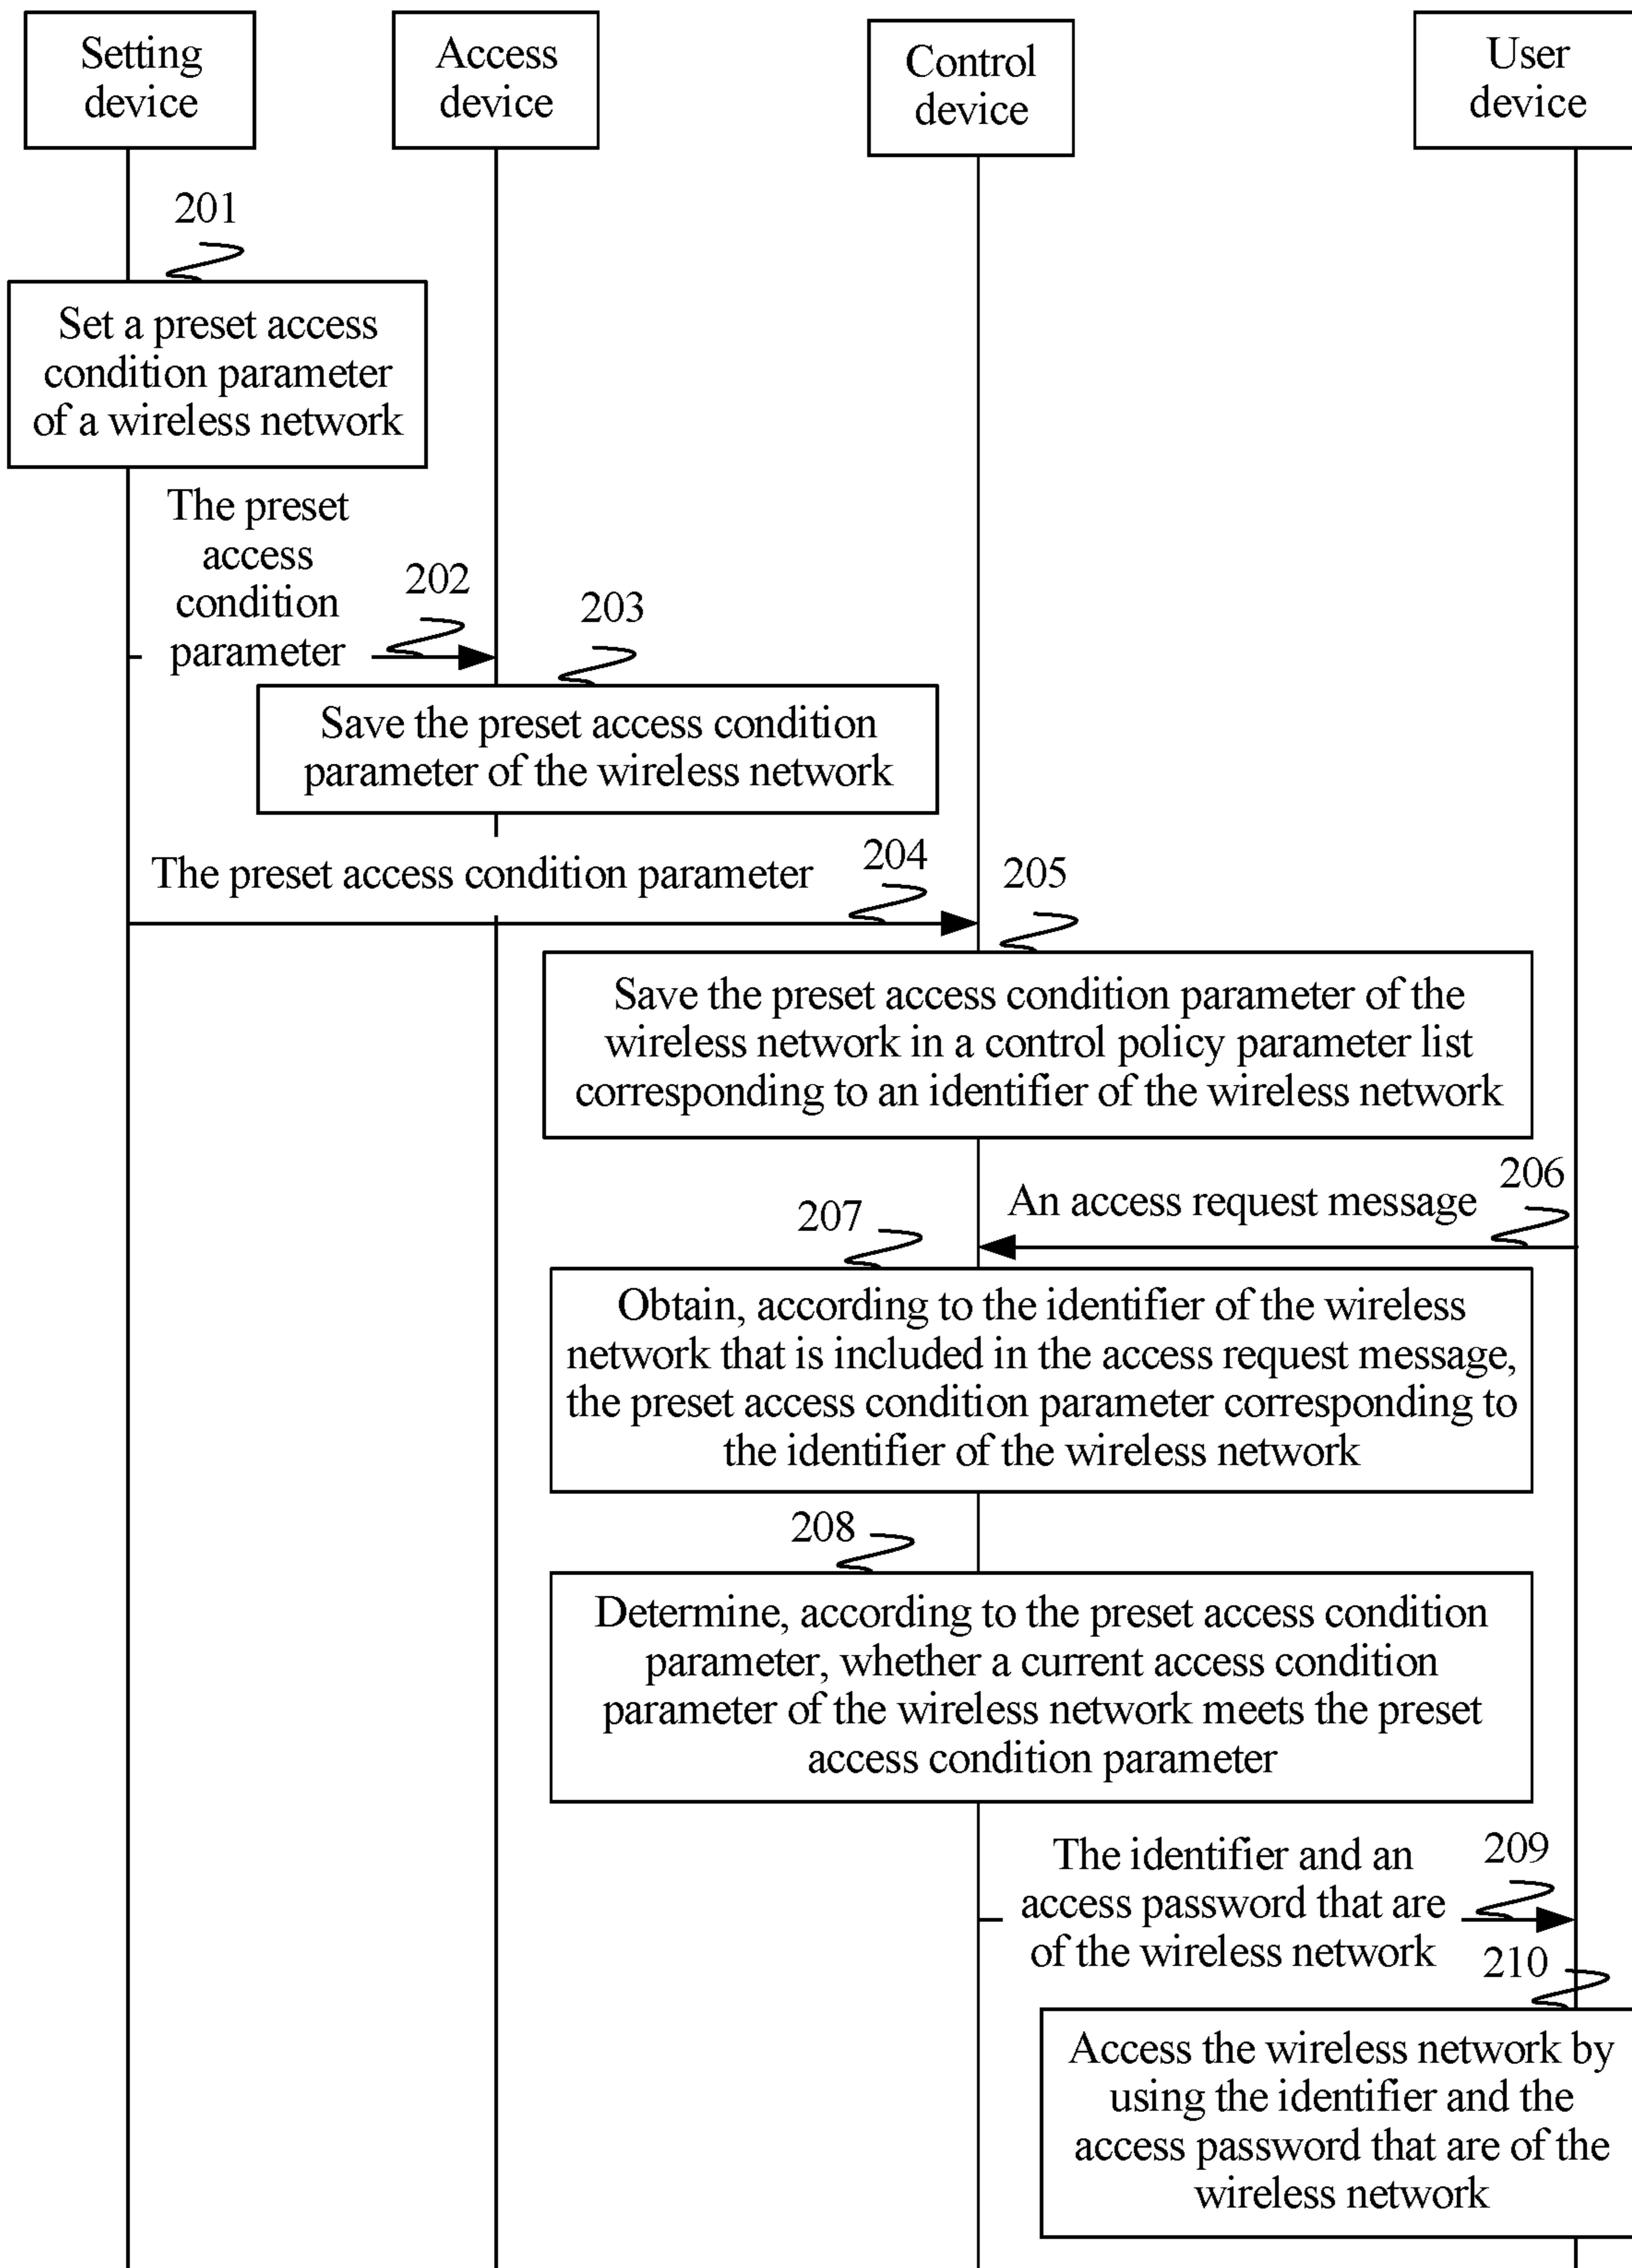 Setting
device
Access
device
Control
device
User
device
201
Set a preset access
condition parameter
of a wireless network
The preset
access
condition
parameter
202
203
Save the preset access condition
parameter of the wireless network
The preset access condition parameter
204
205
Save the preset access condition parameter of the
wireless network in a control policy parameter list
corresponding to an identifier of the wireless network
An access request message
206
207
Obtain, according to the identifier of the wireless
network that is included in the access request message,
the preset access condition parameter corresponding to
the identifier of the wireless network
208
Determine, according to the preset access condition
parameter, whether a current access condition
parameter of the wireless network meets the preset
access condition parameter
The identifier and an
access password that are
of the wireless network
209
210
Access the wireless network by
using the identifier and the
access password that are of the
wireless network